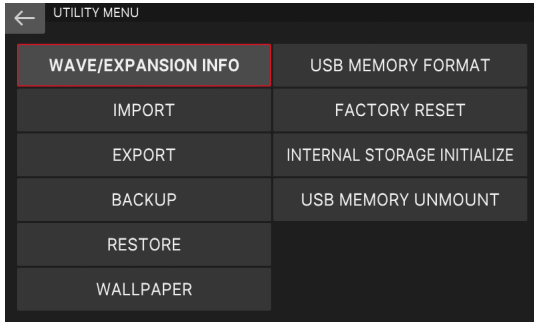 UTILITY MENU
WAVE/EXPANSION INFO
USB MEMORY FORMAT
IMPORT
FACTORY RESET
EXPORT
INTERNAL STORAGE INITIALIZE
BACKUP
USB MEMORY UNMOUNT
RESTORE
WALLPAPER